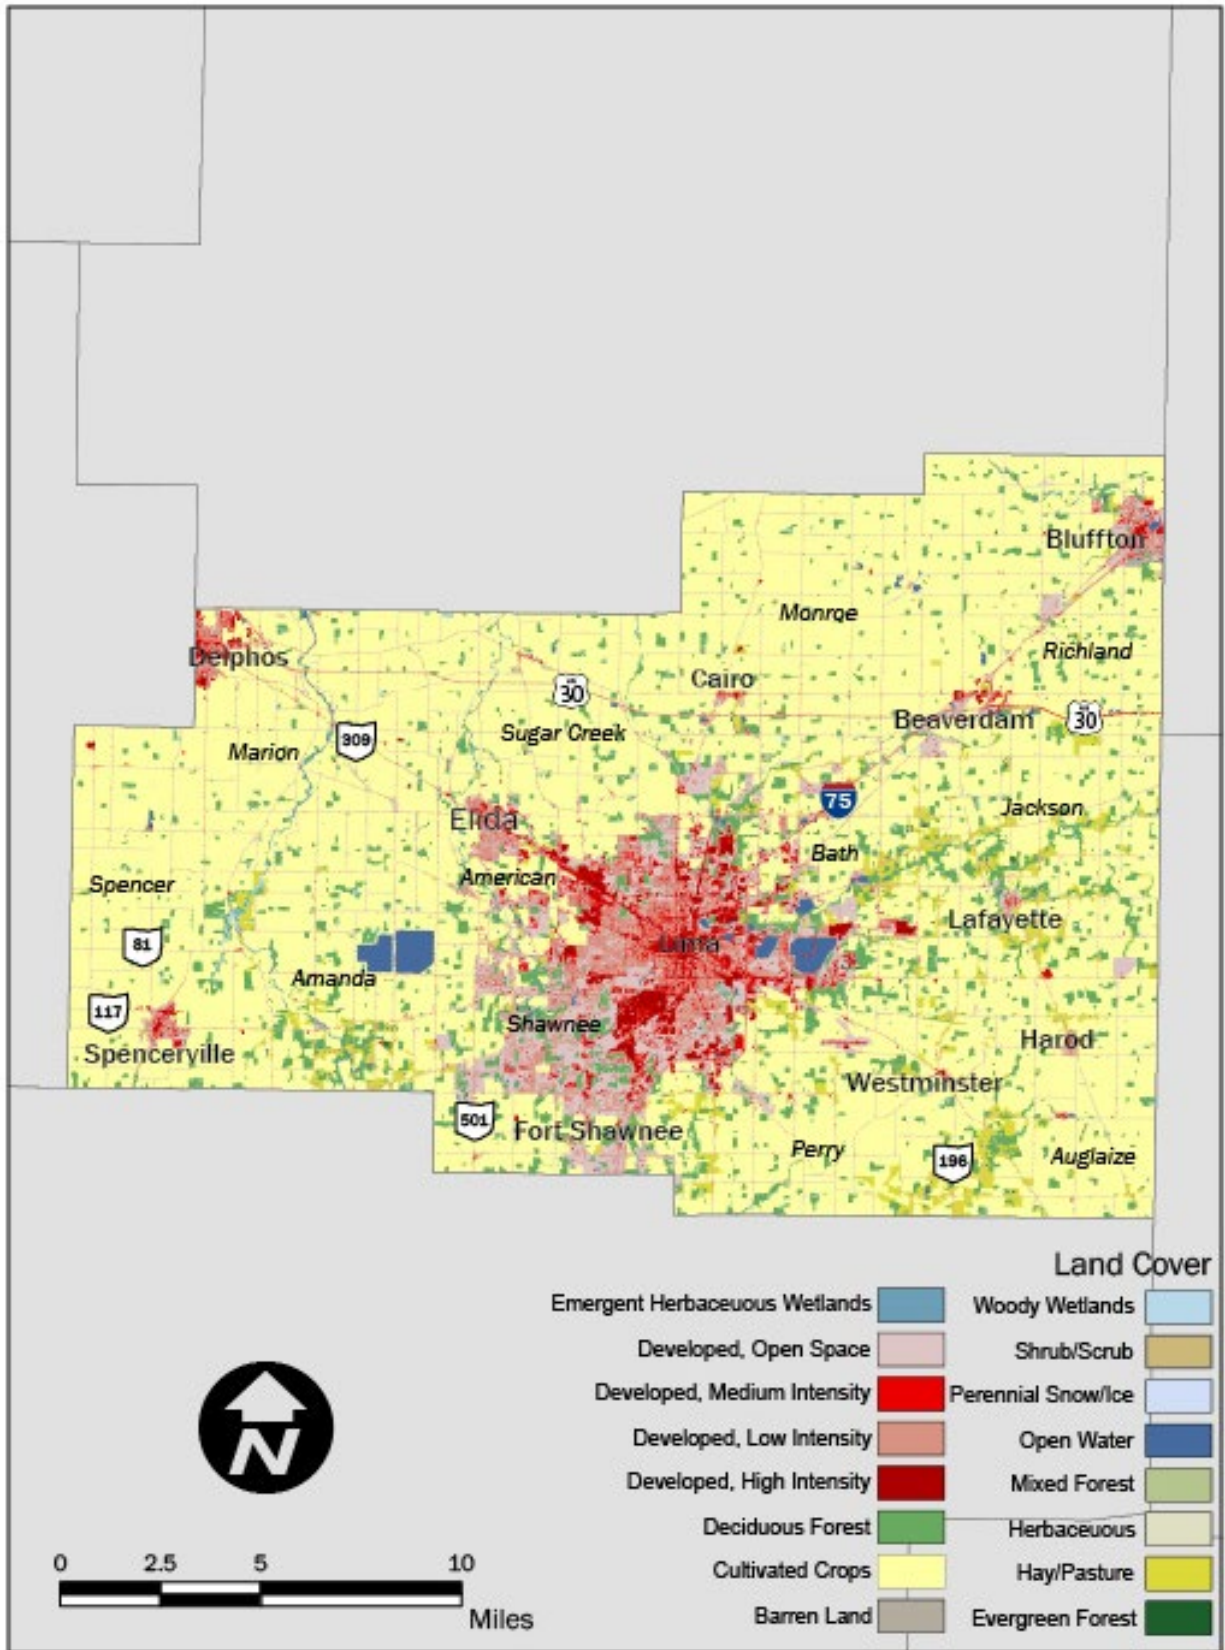 Bluffton
Monroe
Richland
Delphos
Cairo
30
Beaverdam
30
Sugar Creek
309
Marion
75
Jackson
Elida
Bath
American
Spencer
Lafayette
81
Lima
Amanda
117
Shawnee
Spencerville
Harod
Westminster
501
Fort Shawnee
Perry
196
Auglaize
Land Cover
Emergent Herbaceuous Wetlands
Developed, Open Space
Developed, Medium Intensity
Developed, Low Intensity
Developed, High Intensity
Deciduous Forest
Cultivated Crops
Barren Land
Woody Wetlands
Shrub/Scrub
Perennial Snow/Ice
Open Water
Mixed Forest
Herbaceuous
Hay/Pasture
Evergreen Forest
N
0 2.5 5 10
Miles